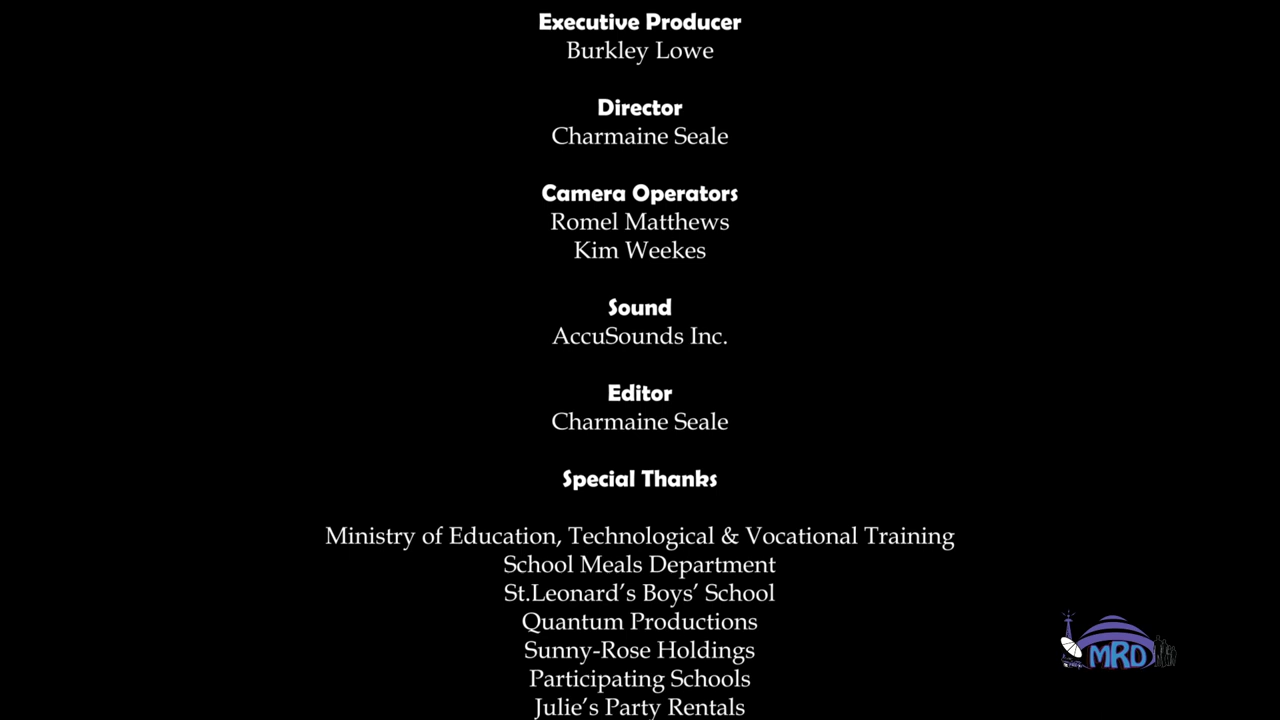 Executive Producer
Burkley Lowe
Director
Charmaine Seale
Camera Operators
Romel Matthews
Kim Weekes
Sound
AccuSounds Inc.
Editor
Charmaine Seale
Special Thanks
Ministry of Education, Technological & Vocational Training
School Meals Department
St.Leonard’s Boys’ School
Quantum Productions
Sunny-Rose Holdings
Participating Schools
Julie’s Party Rentals
MRD